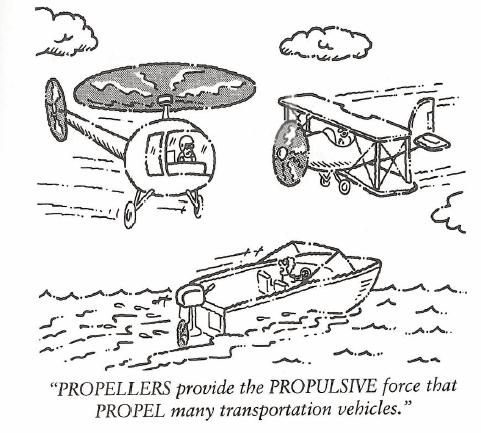 "PROPELLERS provide the PROPULSIVE force that
PROPEL many transportation vehicles."